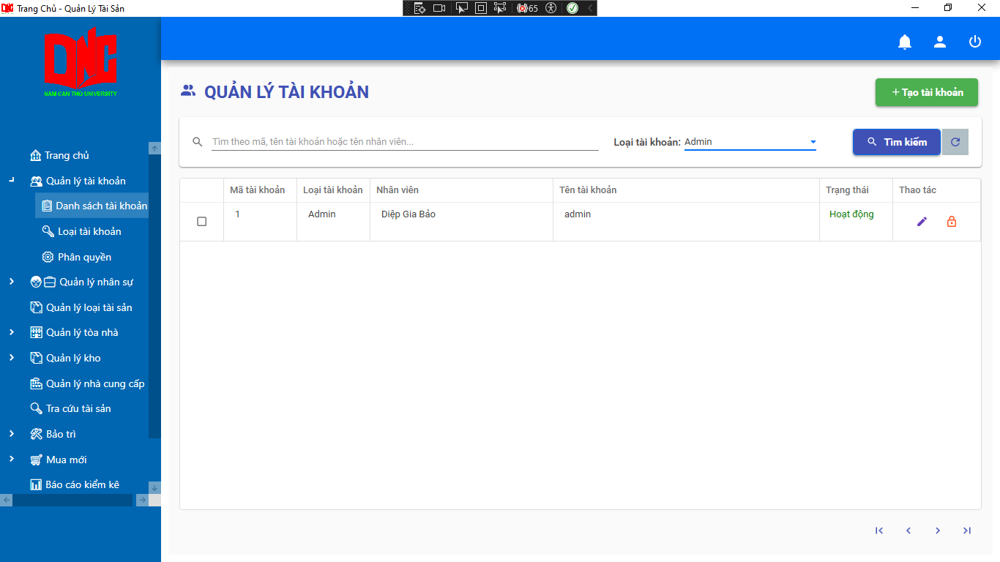 Trang Chủ - Quản Lý Tài Sản
65
DNC
NAM CAN THO UNIVERSITY
Trang chủ
Quản lý tài khoản
Danh sách tài khoản
Loại tài khoản
Phân quyền
Quản lý nhân sự
Quản lý loại tài sản
Quản lý tòa nhà
Quản lý kho
Quản lý nhà cung cấp
Tra cứu tài sản
Bảo trì
Mua mới
Báo cáo kiểm kê
QUẢN LÝ TÀI KHOẢN
+ Tạo tài khoản
Tìm theo mã, tên tài khoản hoặc tên nhân viên...
Loại tài khoản: Admin
Tìm kiếm
Mã tài khoản Loại tài khoản Nhân viên Tên tài khoản Trạng thái Thao tác
1 Admin Diệp Gia Bảo admin Hoạt động